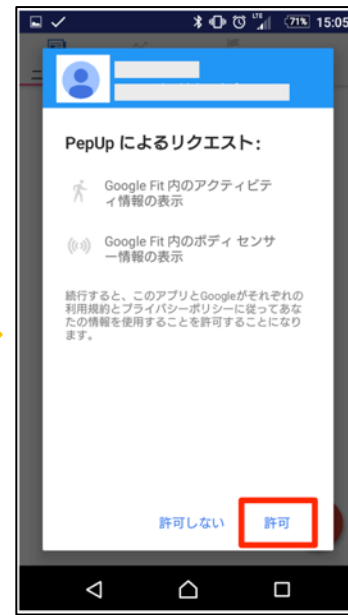 LTE 71% 15:05
PepUp によるリクエスト:
Google Fit 内のアクティビテ
ィ情報の表示
Google Fit 内のボディ センサ
ー情報の表示
続行すると、このアプリとGoogleがそれぞれの
利用規約とプライバシーポリシーに従ってあな
たの情報を使用することを許可することになり
ます。
許可しない 許可